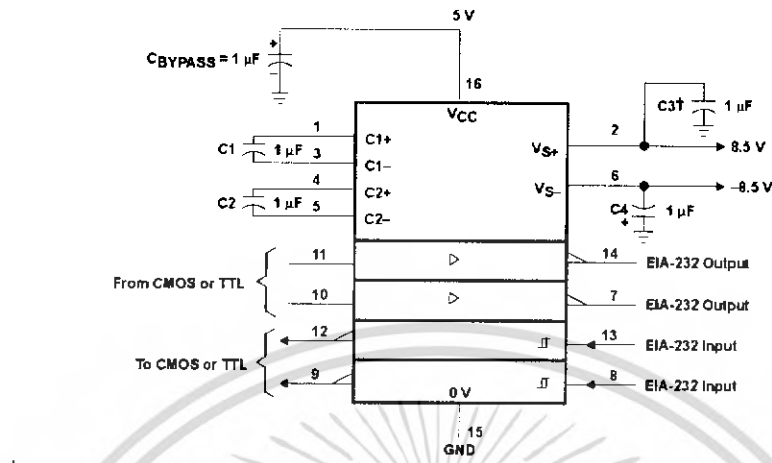 5 V
CBYPASS = 1 µF
+
−
16
VCC
C3† 1 µF
1
C1+
2
C1 1 µF
VS+
8.5 V
3
C1−
4
C2+
6
VS−
−8.5 V
C2 1 µF
5
C2−
C4 1 µF
+
11
14
EIA-232 Output
From CMOS or TTL
10
7
EIA-232 Output
12
13
EIA-232 Input
To CMOS or TTL
9
8
EIA-232 Input
0 V
15
GND